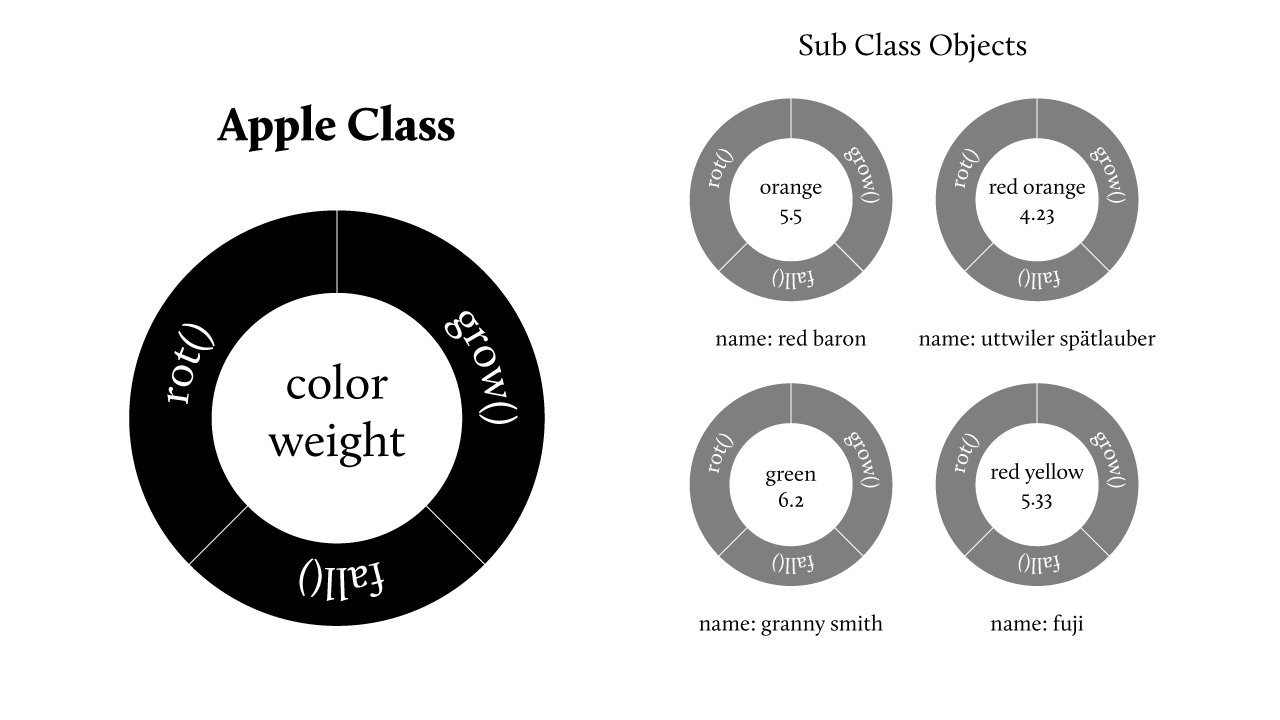 Apple Class
rot()
grow()
color
weight
fall()
Sub Class Objects
rot()
grow()
orange
5.5
fall()
name: red baron
rot()
grow()
red orange
4.23
fall()
name: uttwiler spätlauber
rot()
grow()
green
6.2
fall()
name: granny smith
rot()
grow()
red yellow
5.33
fall()
name: fuji